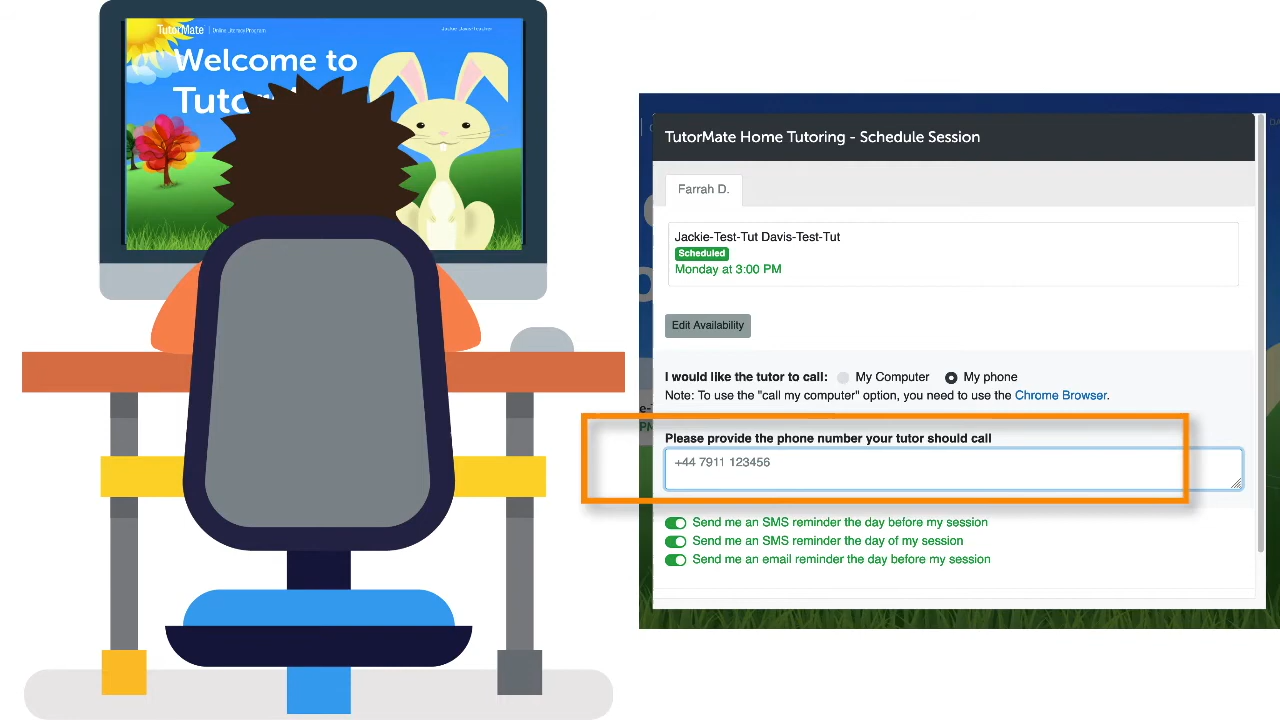 TutorMate | Online Literacy Program
Welcome to
Tutor
TutorMate Home Tutoring - Schedule Session
Farrah D.
Jackie-Test-Tut Davis-Test-Tut
Scheduled
Monday at 3:00 PM
Edit Availability
I would like the tutor to call: My Computer My phone
Note: To use the "call my computer" option, you need to use the Chrome Browser.
Please provide the phone number your tutor should call
+44 7911 123456
Send me an SMS reminder the day before my session
Send me an SMS reminder the day of my session
Send me an email reminder the day before my session